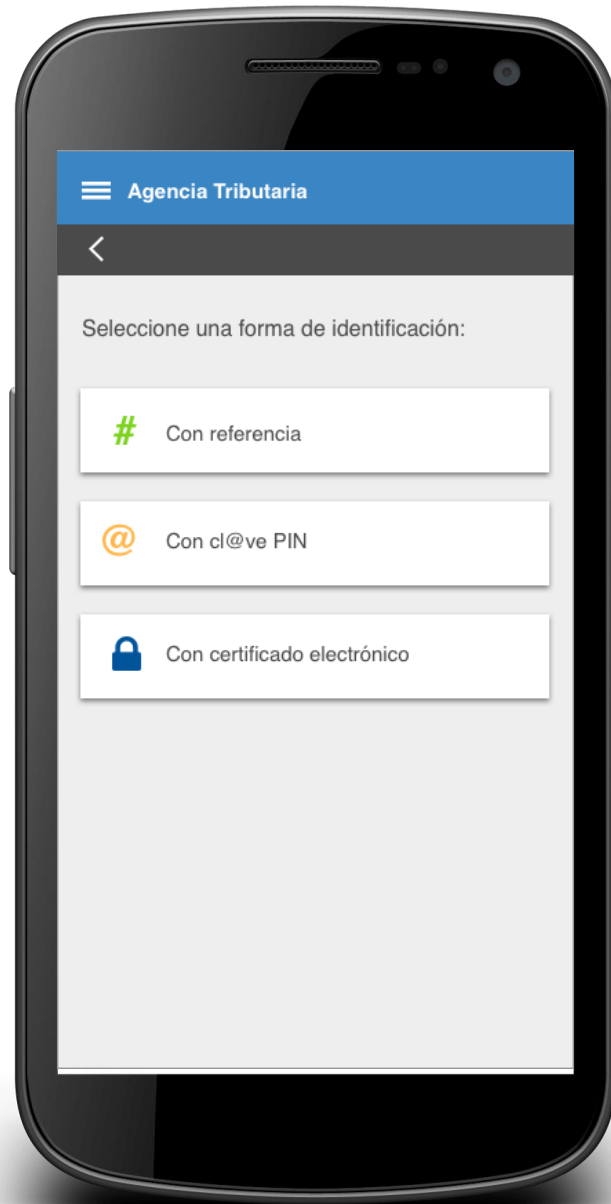 Agencia Tributaria
Seleccione una forma de identificación:
# Con referencia
@ Con cl@ve PIN
Con certificado electrónico